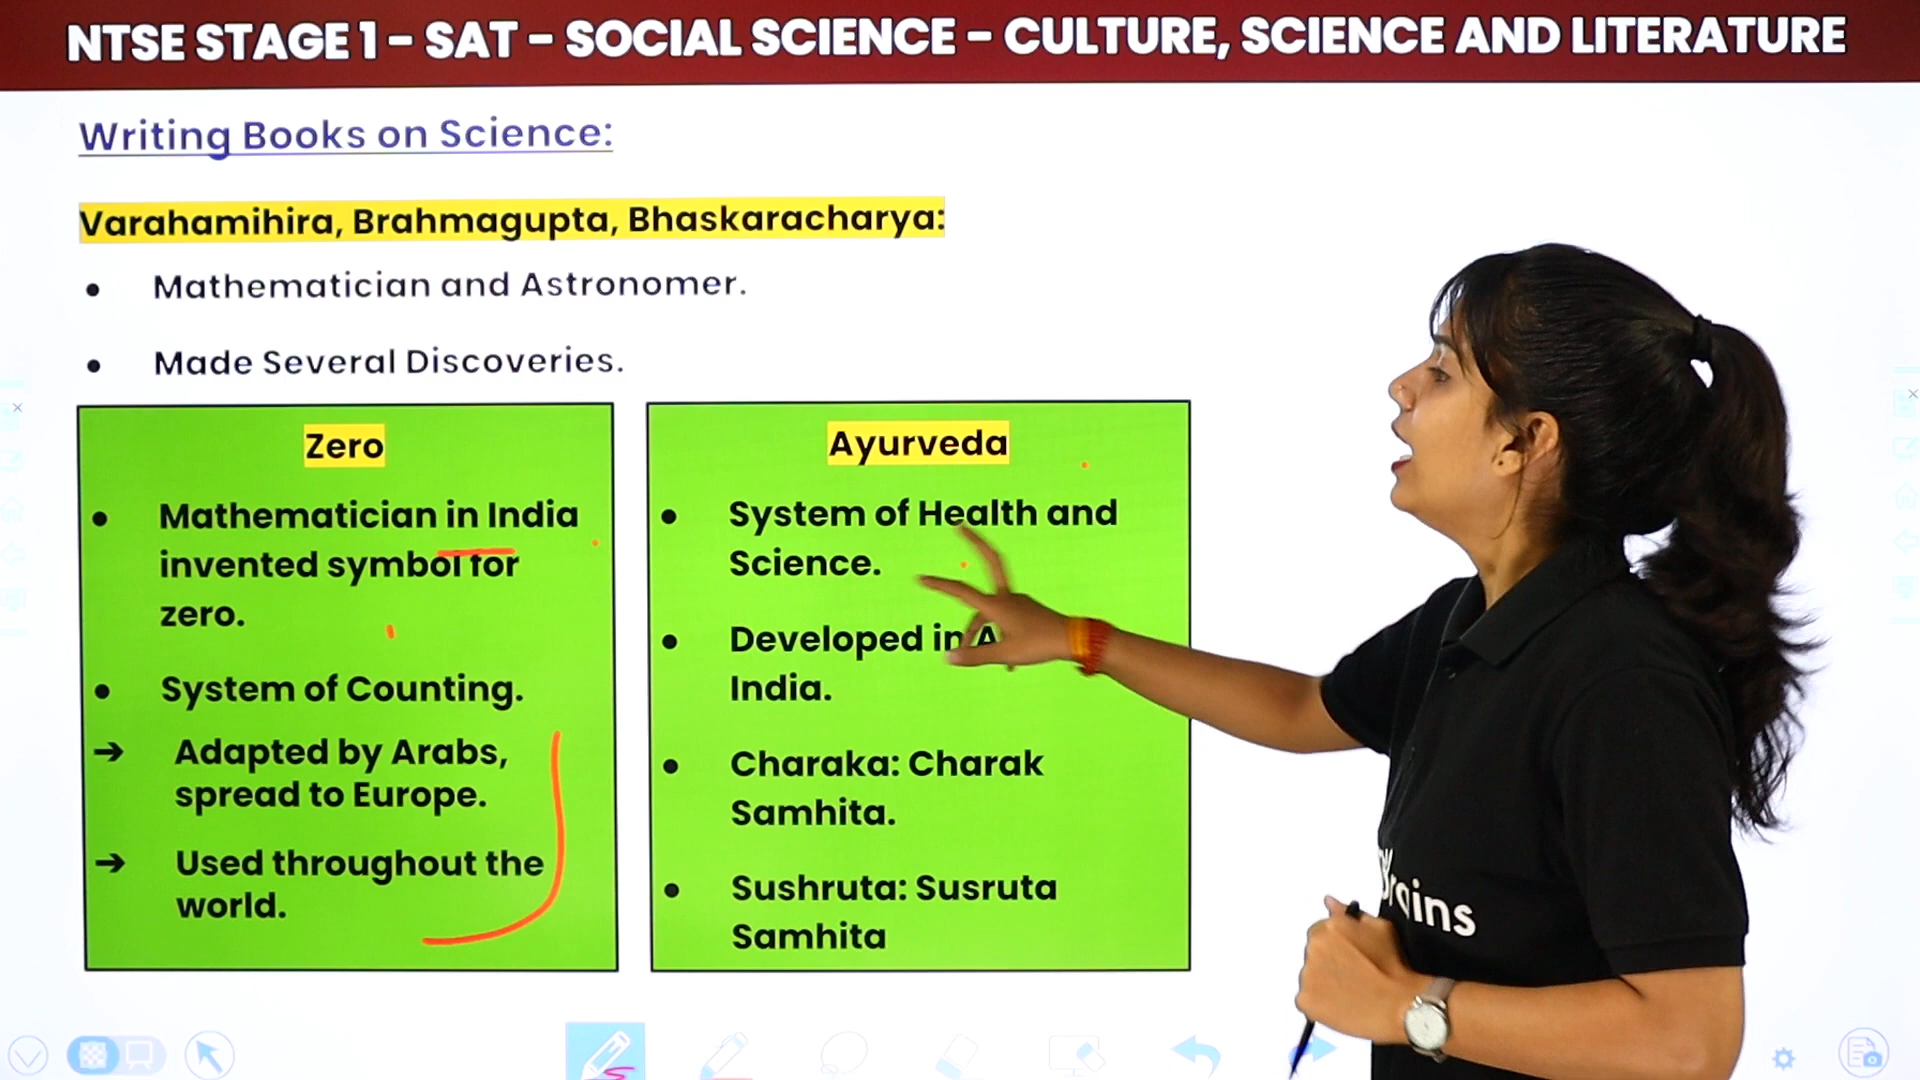 NTSE STAGE 1 – SAT – SOCIAL SCIENCE – CULTURE, SCIENCE AND LITERATURE
Writing Books on Science:
Varahamihira, Brahmagupta, Bhaskaracharya:
● Mathematician and Astronomer.
● Made Several Discoveries.
Zero
● Mathematician in India
invented symbol for
zero.
● System of Counting.
➔ Adapted by Arabs,
spread to Europe.
➔ Used throughout the
world.
Ayurveda
● System of Health and
Science.
● Developed in
India.
● Charaka: Charak
Samhita.
● Sushruta: Susruta
Samhita
rains